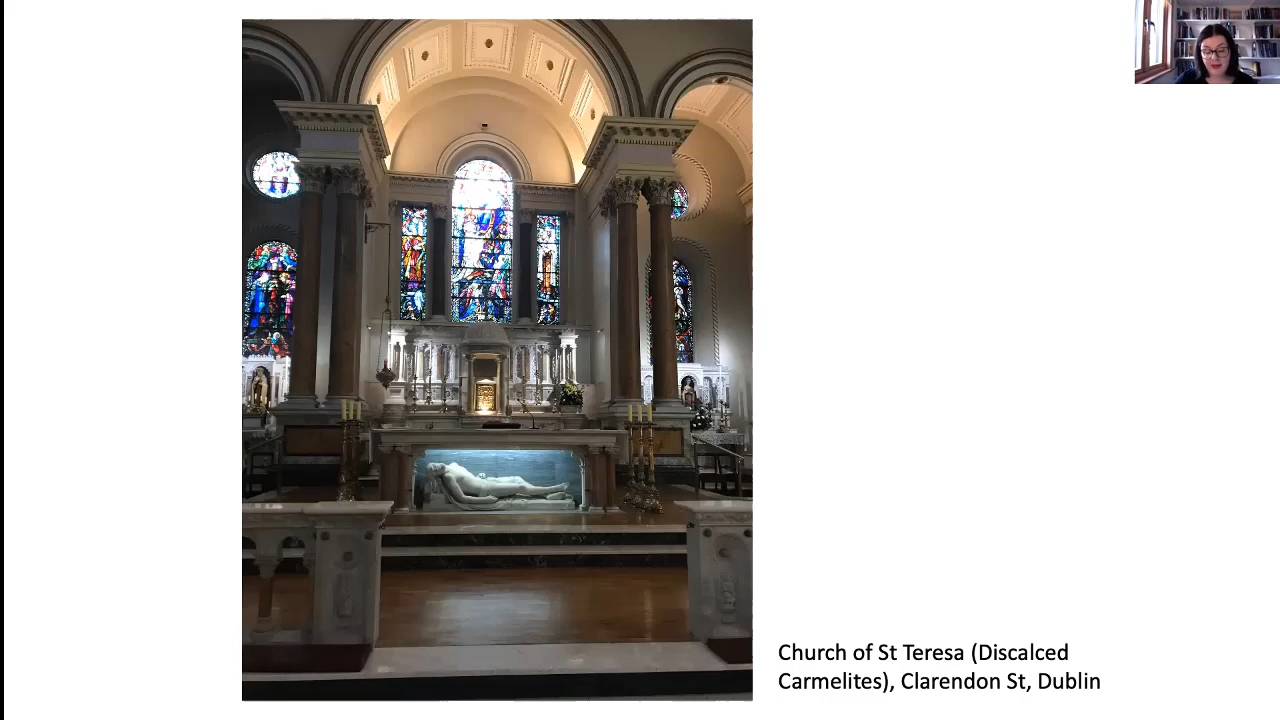 Church of St Teresa (Discalced
Carmelites), Clarendon St, Dublin